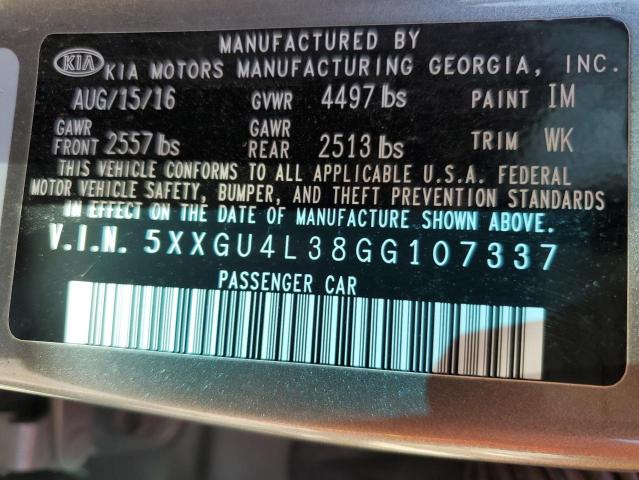 MANUFACTURED BY
KIA KIA MOTORS MANUFACTURING GEORGIA, INC.
AUG/15/16 GVWR 4497 lbs PAINT IM
GAWR FRONT 2557 lbs GAWR REAR 2513 lbs TRIM WK
THIS VEHICLE CONFORMS TO ALL APPLICABLE U.S.A. FEDERAL
MOTOR VEHICLE SAFETY, BUMPER, AND THEFT PREVENTION STANDARDS
IN EFFECT ON THE DATE OF MANUFACTURE SHOWN ABOVE.
V.I.N. 5XXGU4L38GG107337
PASSENGER CAR